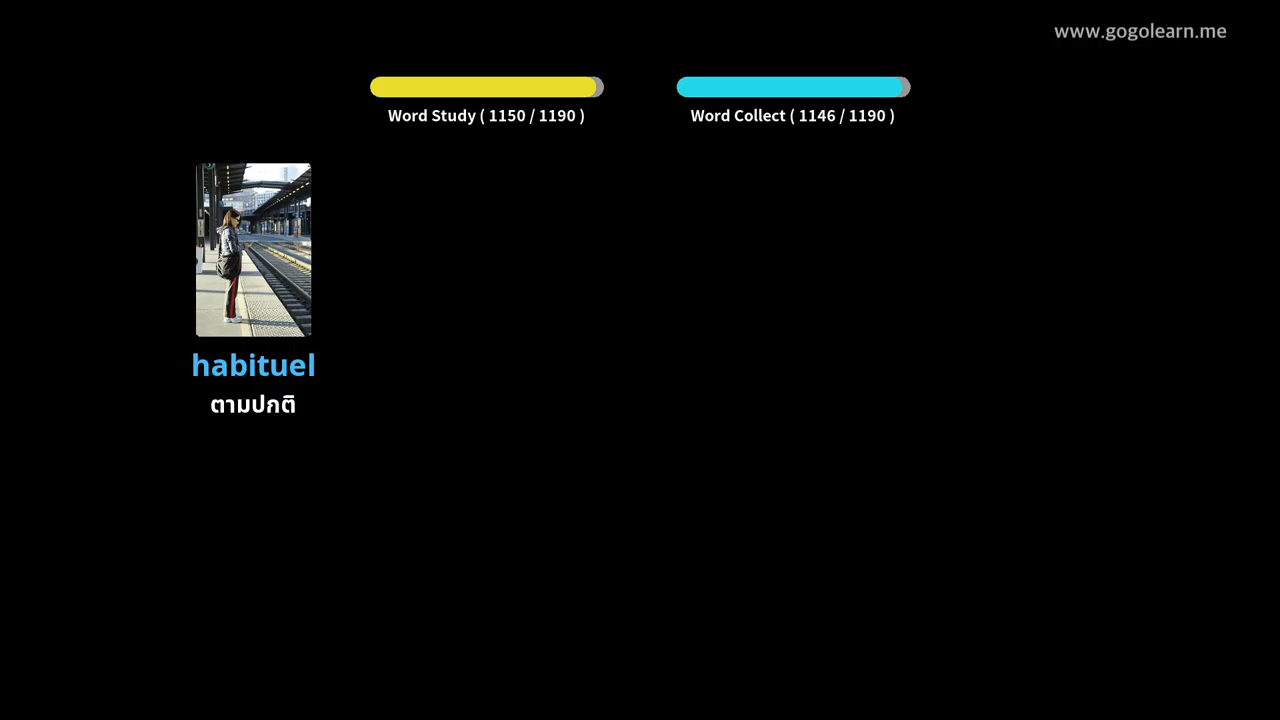 www.gogolearn.me
Word Study ( 1150 / 1190 )
Word Collect ( 1146 / 1190 )
habituel
ตามปกติ